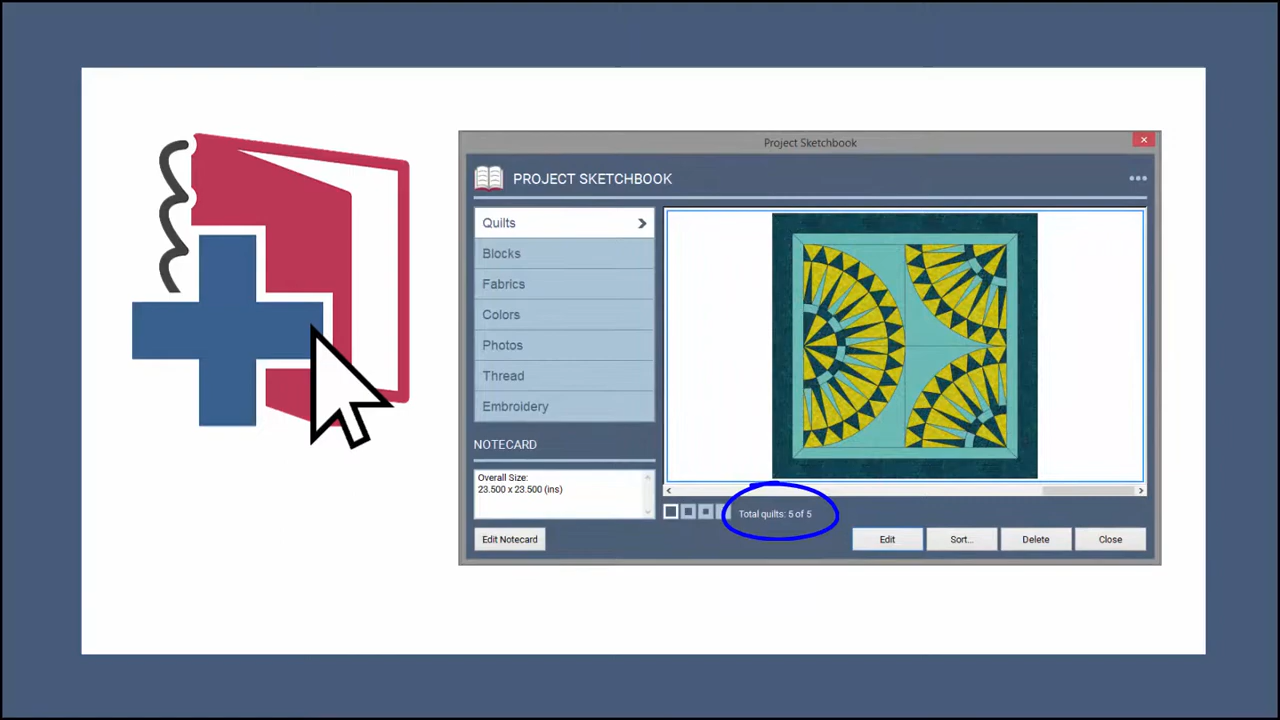 Project Sketchbook
PROJECT SKETCHBOOK
Quilts
Blocks
Fabrics
Colors
Photos
Thread
Embroidery
NOTECARD
Overall Size:
23.500 x 23.500 (ins)
Edit Notecard
Total quilts: 5 of 5
Edit
Sort...
Delete
Close